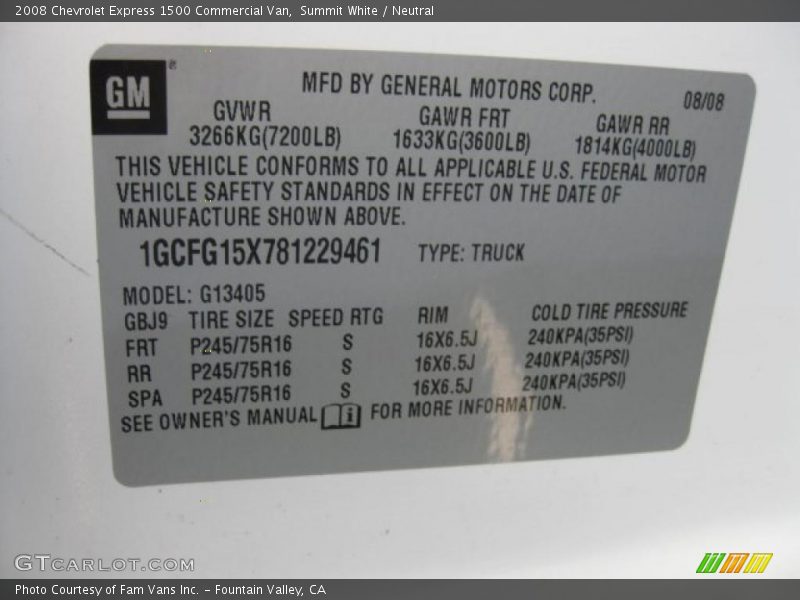 2008 Chevrolet Express 1500 Commercial Van,  Summit White / Neutral
GM ®
MFD BY GENERAL MOTORS CORP.
08/08
GVWR GAWR FRT GAWR RR
3266KG(7200LB) 1633KG(3600LB) 1814KG(4000LB)
THIS VEHICLE CONFORMS TO ALL APPLICABLE U.S. FEDERAL MOTOR
VEHICLE SAFETY STANDARDS IN EFFECT ON THE DATE OF
MANUFACTURE SHOWN ABOVE.
1GCFG15X781229461 TYPE: TRUCK
MODEL: G13405
GBJ9 TIRE SIZE SPEED RTG RIM COLD TIRE PRESSURE
FRT P245/75R16 S 16X6.5J 240KPA(35PSI)
RR P245/75R16 S 16X6.5J 240KPA(35PSI)
SPA P245/75R16 S 16X6.5J 240KPA(35PSI)
SEE OWNER'S MANUAL i FOR MORE INFORMATION.
GTCARLOT.COM
Photo Courtesy of Fam Vans Inc. – Fountain Valley, CA